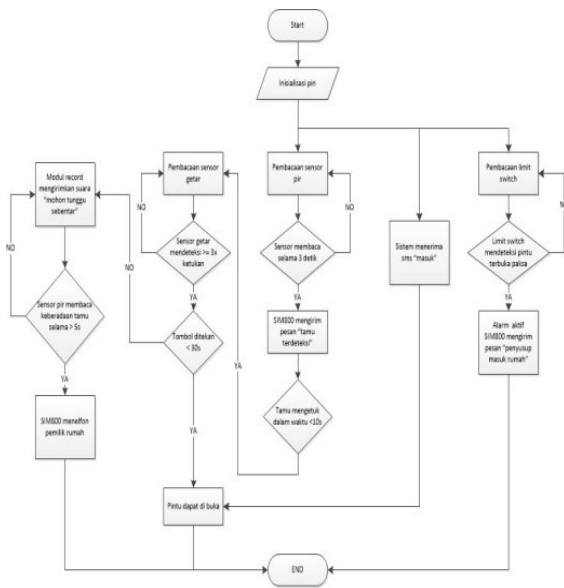 Start
Inisialisasi pin
Modul record
mengirimkan suara
"mohon tunggu
sebentar"
Pembacaan sensor
getar
Pembacaan sensor
pir
Pembacaan limit
switch
NO
NO
NO
NO
NO
Sensor getar
mendeteksi >= 3x
ketukan
Sensor membaca
selama 3 detik
Sistem menerima
sms "masuk"
Limit switch
mendeteksi pintu
terbuka paksa
Sensor pir membaca
keberadaan tamu
selama > 5s
YA
YA
YA
Tombol ditekan
< 30s
SIM800 mengirim
pesan "tamu
terdeteksi"
Alarm aktif
SIM800 mengirim
pesan "penyusup
masuk rumah"
YA
YA
SIM800 menelfon
pemilik rumah
Tamu mengetuk
dalam waktu <10s
YA
Pintu dapat di buka
END